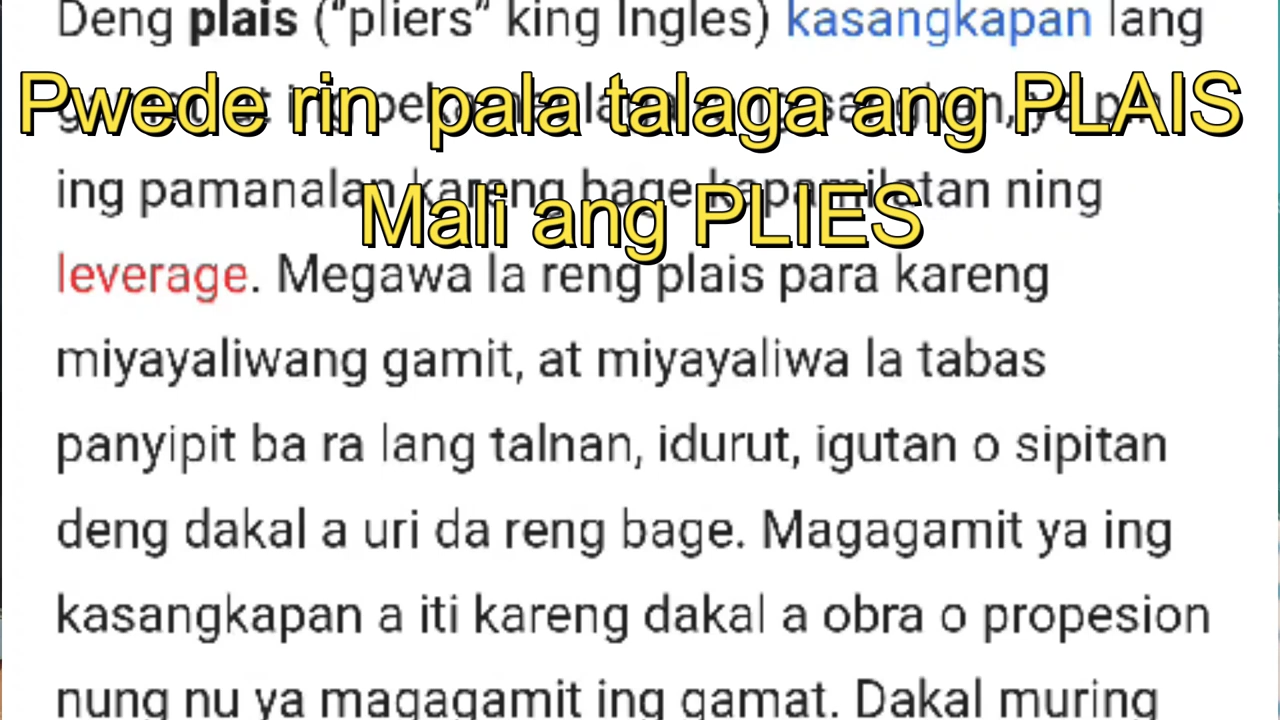 Deng plais ("pliers" king Ingles) kasangkapan lang
Pwede rin pala talaga ang PLAIS
ing pamanalan kareng bage kapamilatan ning
Mali ang PLIES
leverage. Megawa la reng plais para kareng
miyayaliwang gamit, at miyayaliwa la tabas
panyipit ba ra lang talnan, idurut, igutan o sipitan
deng dakal a uri da reng bage. Magagamit ya ing
kasangkapan a iti kareng dakal a obra o propesion
nung nu ya magagamit ing gamat. Dakal muring